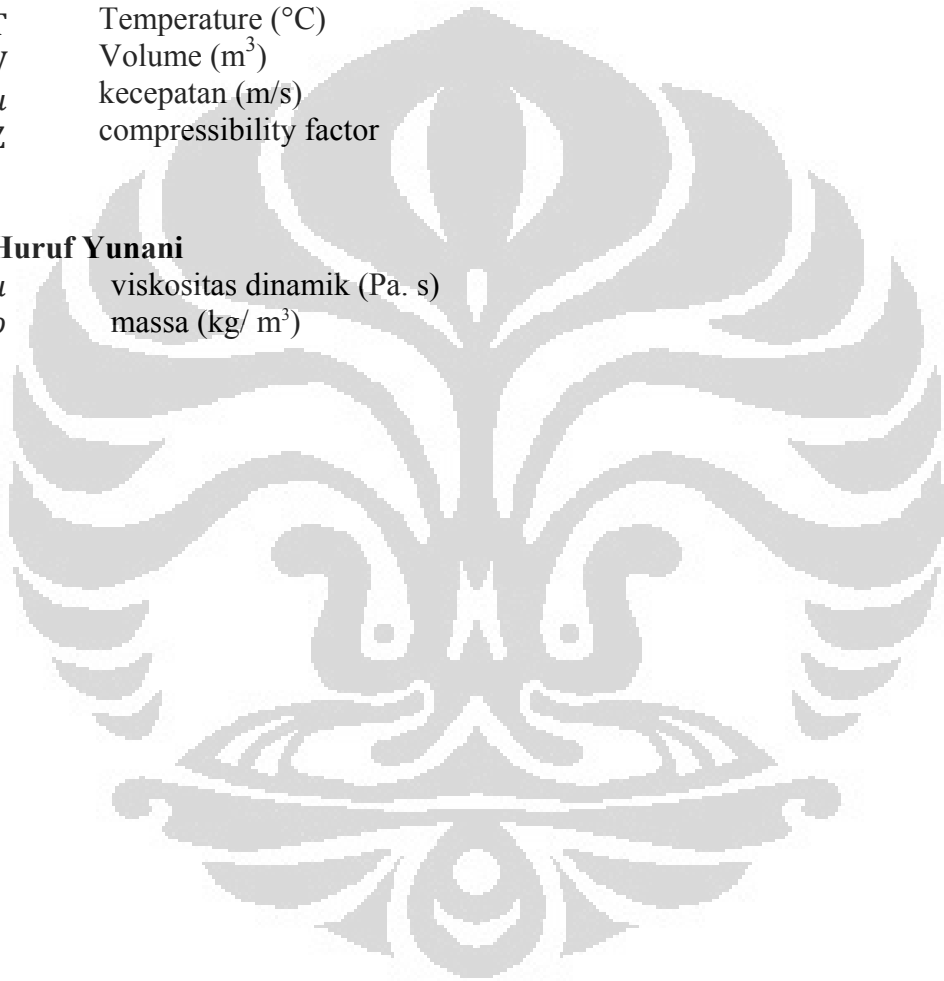 Temperature (°C)
Volume (m³)
kecepatan (m/s)
Z compressibility factor
Huruf Yunani
viskositas dinamik (Pa. s)
massa (kg/ m³)